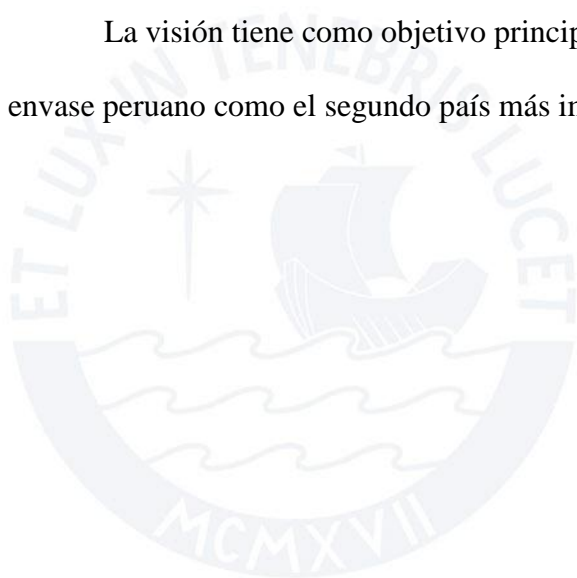 La visión tiene como objetivo princip
envase peruano como el segundo país más in
ET LUX IN TENEBRIS LUCET
MCMXVII